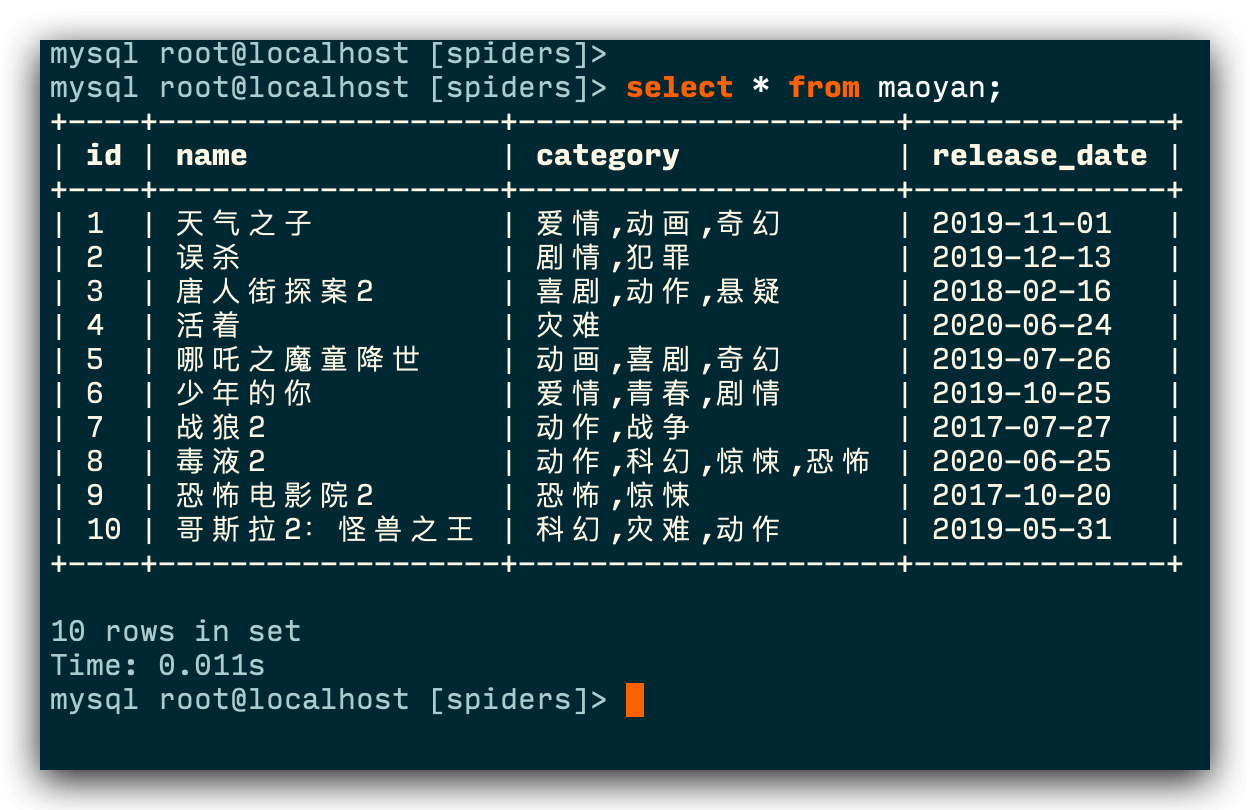 mysql root@localhost [spiders]>
mysql root@localhost [spiders]> select * from maoyan;
+----+-------------------+---------------------+--------------+
| id | name              | category            | release_date |
+----+-------------------+---------------------+--------------+
| 1  | 天气之子          | 爱情,动画,奇幻      | 2019-11-01   |
| 2  | 误杀              | 剧情,犯罪           | 2019-12-13   |
| 3  | 唐人街探案2       | 喜剧,动作,悬疑      | 2018-02-16   |
| 4  | 活着              | 灾难                | 2020-06-24   |
| 5  | 哪吒之魔童降世    | 动画,喜剧,奇幻      | 2019-07-26   |
| 6  | 少年的你          | 爱情,青春,剧情      | 2019-10-25   |
| 7  | 战狼2             | 动作,战争           | 2017-07-27   |
| 8  | 毒液2             | 动作,科幻,惊悚,恐怖 | 2020-06-25   |
| 9  | 恐怖电影院2       | 恐怖,惊悚           | 2017-10-20   |
| 10 | 哥斯拉2：怪兽之王 | 科幻,灾难,动作      | 2019-05-31   |
+----+-------------------+---------------------+--------------+
10 rows in set
Time: 0.011s
mysql root@localhost [spiders]>